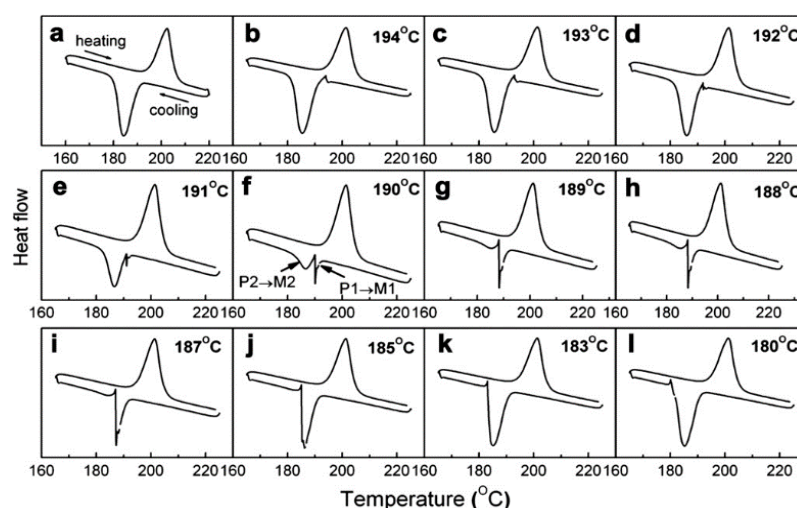 a b 194°C c 193°C d 192°C
heating
cooling
160 180 200 220 160 180 200 220 160 180 200 220 160 180 200 220
e 191°C f 190°C g 189°C h 188°C
P2→M2 P1→M1
160 180 200 220 160 180 200 220 160 180 200 220 160 180 200 220
i 187°C j 185°C k 183°C l 180°C
160 180 200 220 160 180 200 220 160 180 200 220 160 180 200 220
Heat flow
Temperature (°C)